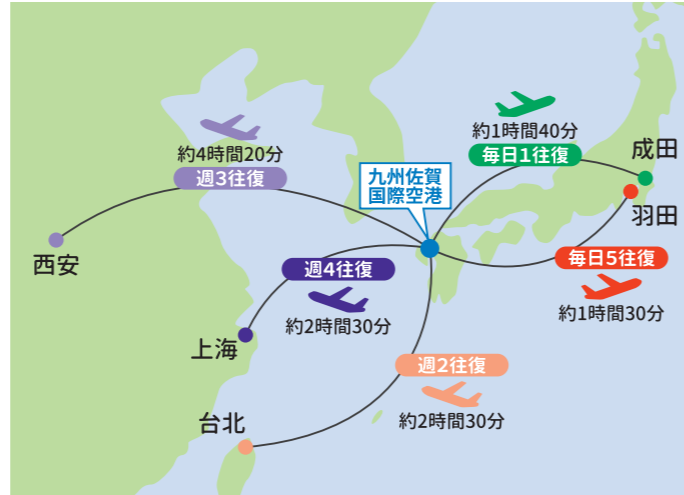 約1時間40分
毎日1往復
成田
約4時間20分
週3往復
九州佐賀
国際空港
羽田
西安
週4往復
毎日5往復
約2時間30分
約1時間30分
上海
週2往復
台北
約2時間30分